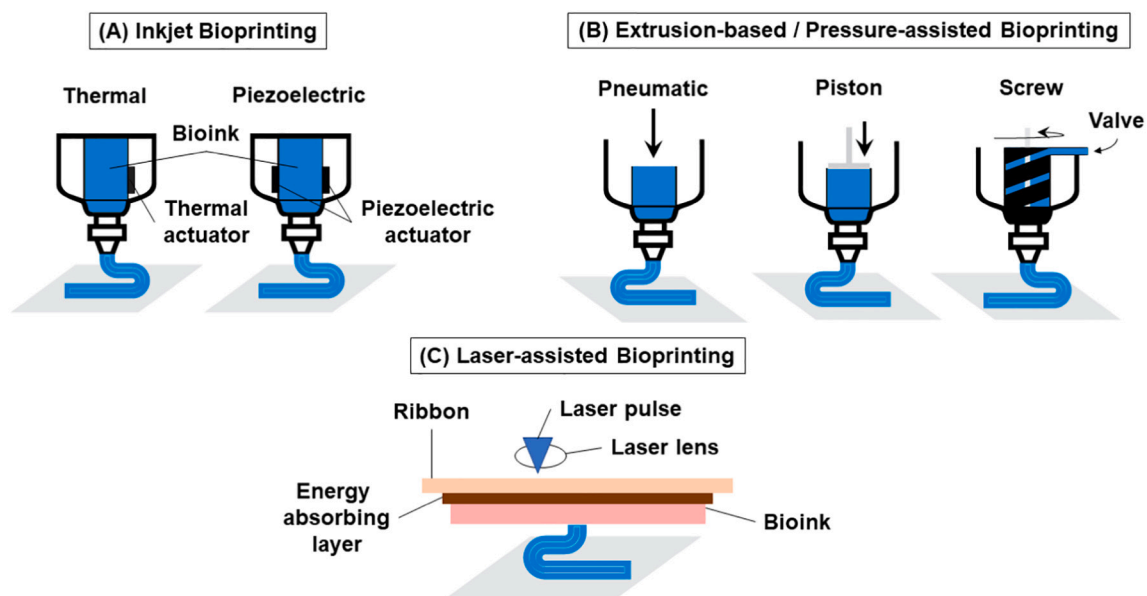 (A) Inkjet Bioprinting
Thermal
Piezoelectric
Bioink
Thermal
actuator
Piezoelectric
actuator
(B) Extrusion-based / Pressure-assisted Bioprinting
Pneumatic
Piston
Screw
Valve
(C) Laser-assisted Bioprinting
Ribbon
Laser pulse
Laser lens
Energy
absorbing
layer
Bioink